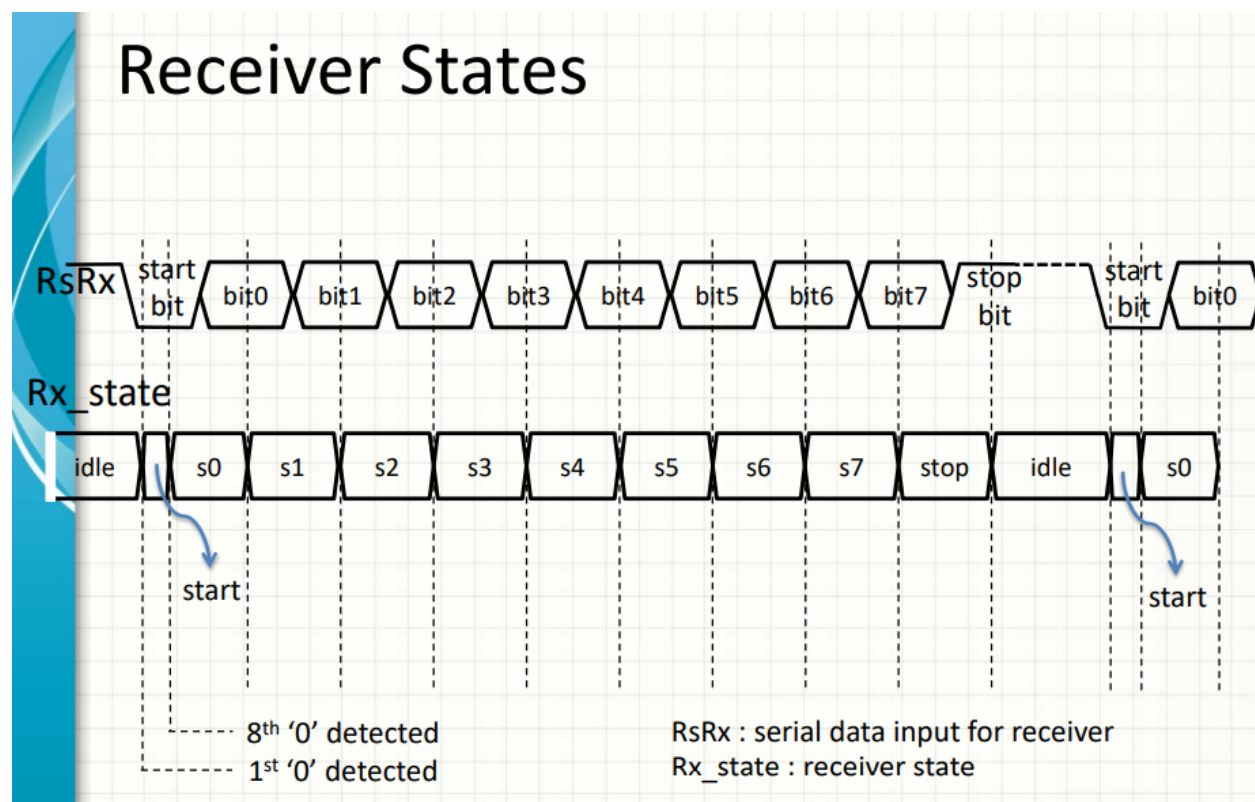 Receiver States
RsRx
start bit
bit0
bit1
bit2
bit3
bit4
bit5
bit6
bit7
stop bit
start bit
bit0
Rx_state
idle
s0
s1
s2
s3
s4
s5
s6
s7
stop
idle
s0
start
start
8th ‘0’ detected
1st ‘0’ detected
RsRx : serial data input for receiver
Rx_state : receiver state